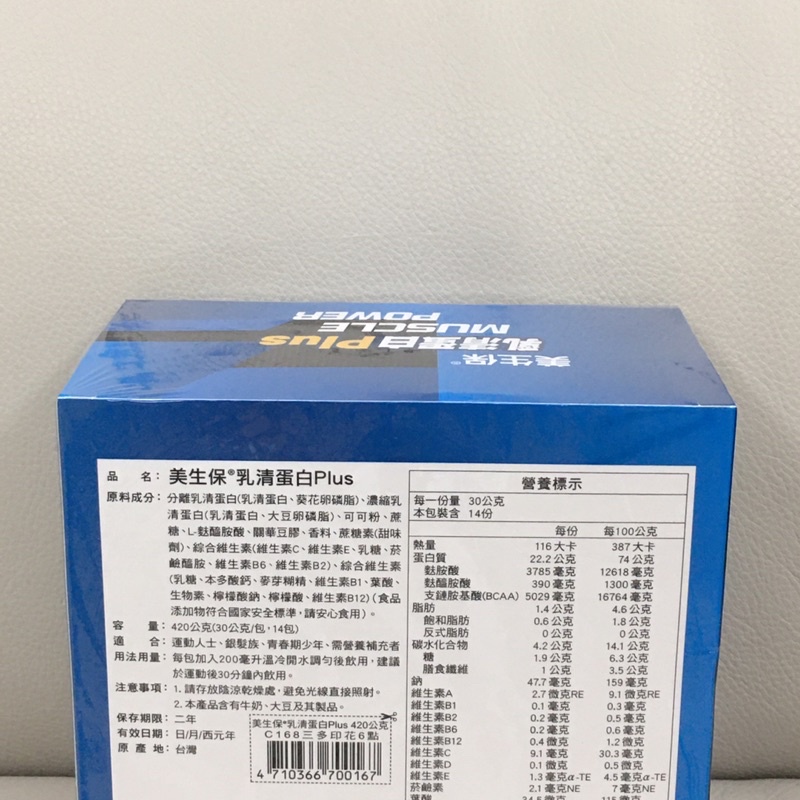 美生保®
乳清蛋白Plus
MUSCLE
POWER
品 名：美生保®乳清蛋白Plus
原料成分：分離乳清蛋白(乳清蛋白、葵花卵磷脂)、濃縮乳
清蛋白(乳清蛋白、大豆卵磷脂)、可可粉、蔗
糖、L-麩醯胺酸、關華豆膠、香料、蔗糖素(甜味
劑)、綜合維生素(維生素C、維生素E、乳糖、菸
鹼醯胺、維生素B6、維生素B2)、綜合維生素
(乳糖、本多酸鈣、麥芽糊精、維生素B1、葉酸、
生物素、檸檬酸鈉、檸檬酸、維生素B12)（食品
添加物符合國家安全標準，請安心食用）。
容 量：420公克(30公克/包，14包)
適 合：運動人士、銀髮族、青春期少年、需營養補充者
用法用量：每包加入200毫升溫冷開水調勻後飲用，建議
於運動後30分鐘內飲用。
注意事項：1. 請存放陰涼乾燥處，避免光線直接照射。
2. 本產品含有牛奶、大豆及其製品。
保存期限：二年
有效日期：日/月/西元年
原 產 地：台灣
美生保®乳清蛋白Plus 420公克
C168三多印花6點
4 710366 700167
營養標示
每一份量 30公克
本包裝含 14份
每份 每100公克
熱量 116 大卡 387 大卡
蛋白質 22.2 公克 74 公克
麩胺酸 3785 毫克 12618 毫克
麩醯胺酸 390 毫克 1300 毫克
支鏈胺基酸(BCAA) 5029 毫克 16764 毫克
脂肪 1.4 公克 4.6 公克
飽和脂肪 0.6 公克 1.8 公克
反式脂肪 0 公克 0 公克
碳水化合物 4.2 公克 14.1 公克
糖 1.9 公克 6.3 公克
膳食纖維 1 公克 3.5 公克
鈉 47.7 毫克 159 毫克
維生素A 2.7 微克RE 9.1 微克RE
維生素B1 0.1 毫克 0.3 毫克
維生素B2 0.2 毫克 0.5 毫克
維生素B6 0.2 毫克 0.6 毫克
維生素B12 0.4 微克 1.2 微克
維生素C 9.1 毫克 30.3 毫克
維生素D 0.1 微克 0.5 微克
維生素E 1.3 毫克α-TE 4.5 毫克α-TE
菸鹼素 2.1 毫克NE 7 毫克NE
葉酸 34.5 微克 115 微克